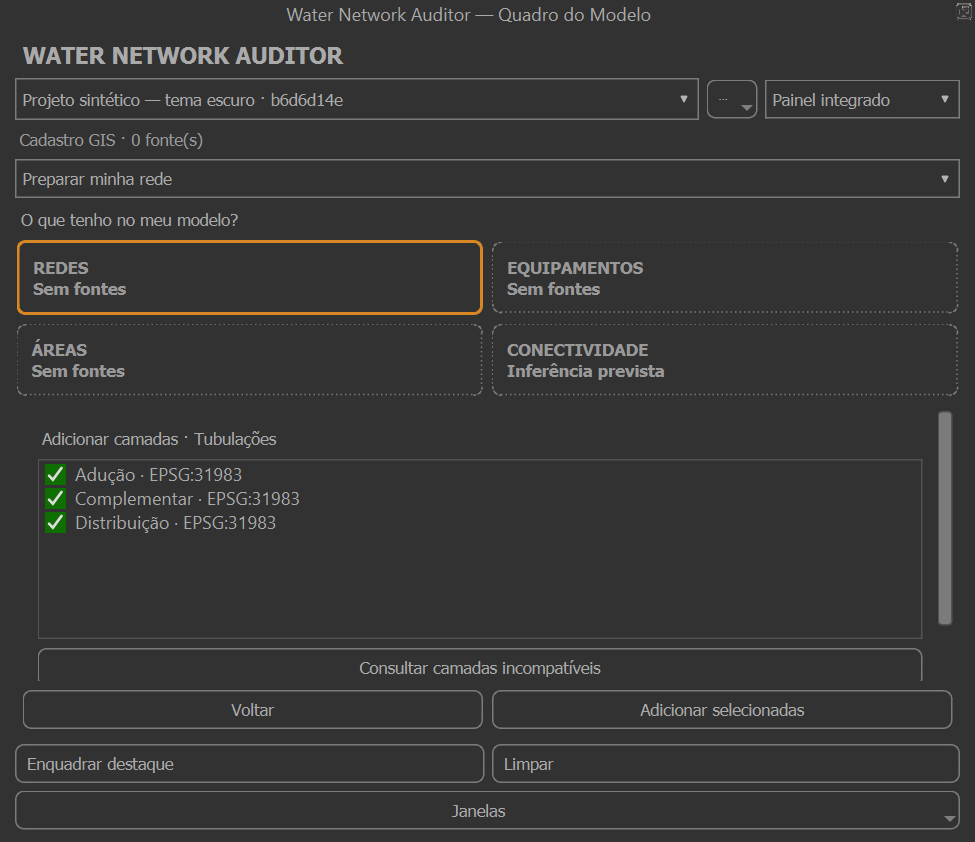 Water Network Auditor — Quadro do Modelo
WATER NETWORK AUDITOR
Projeto sintético — tema escuro · b6d6d14e
...
Painel integrado
Cadastro GIS · 0 fonte(s)
Preparar minha rede
O que tenho no meu modelo?
REDES
Sem fontes
EQUIPAMENTOS
Sem fontes
ÁREAS
Sem fontes
CONECTIVIDADE
Inferência prevista
Adicionar camadas · Tubulações
Adução · EPSG:31983
Complementar · EPSG:31983
Distribuição · EPSG:31983
Consultar camadas incompatíveis
Voltar
Adicionar selecionadas
Enquadrar destaque
Limpar
Janelas